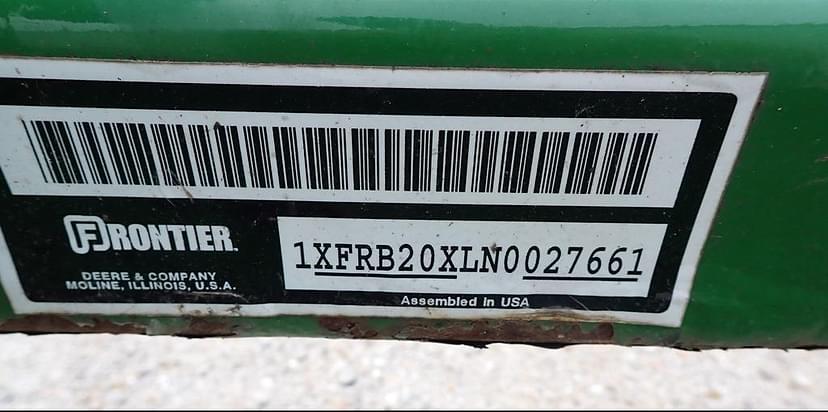 FRONTIER
DEERE & COMPANY
MOLINE, ILLINOIS, U.S.A.
1XFRB20XLN0027661
Assembled in USA